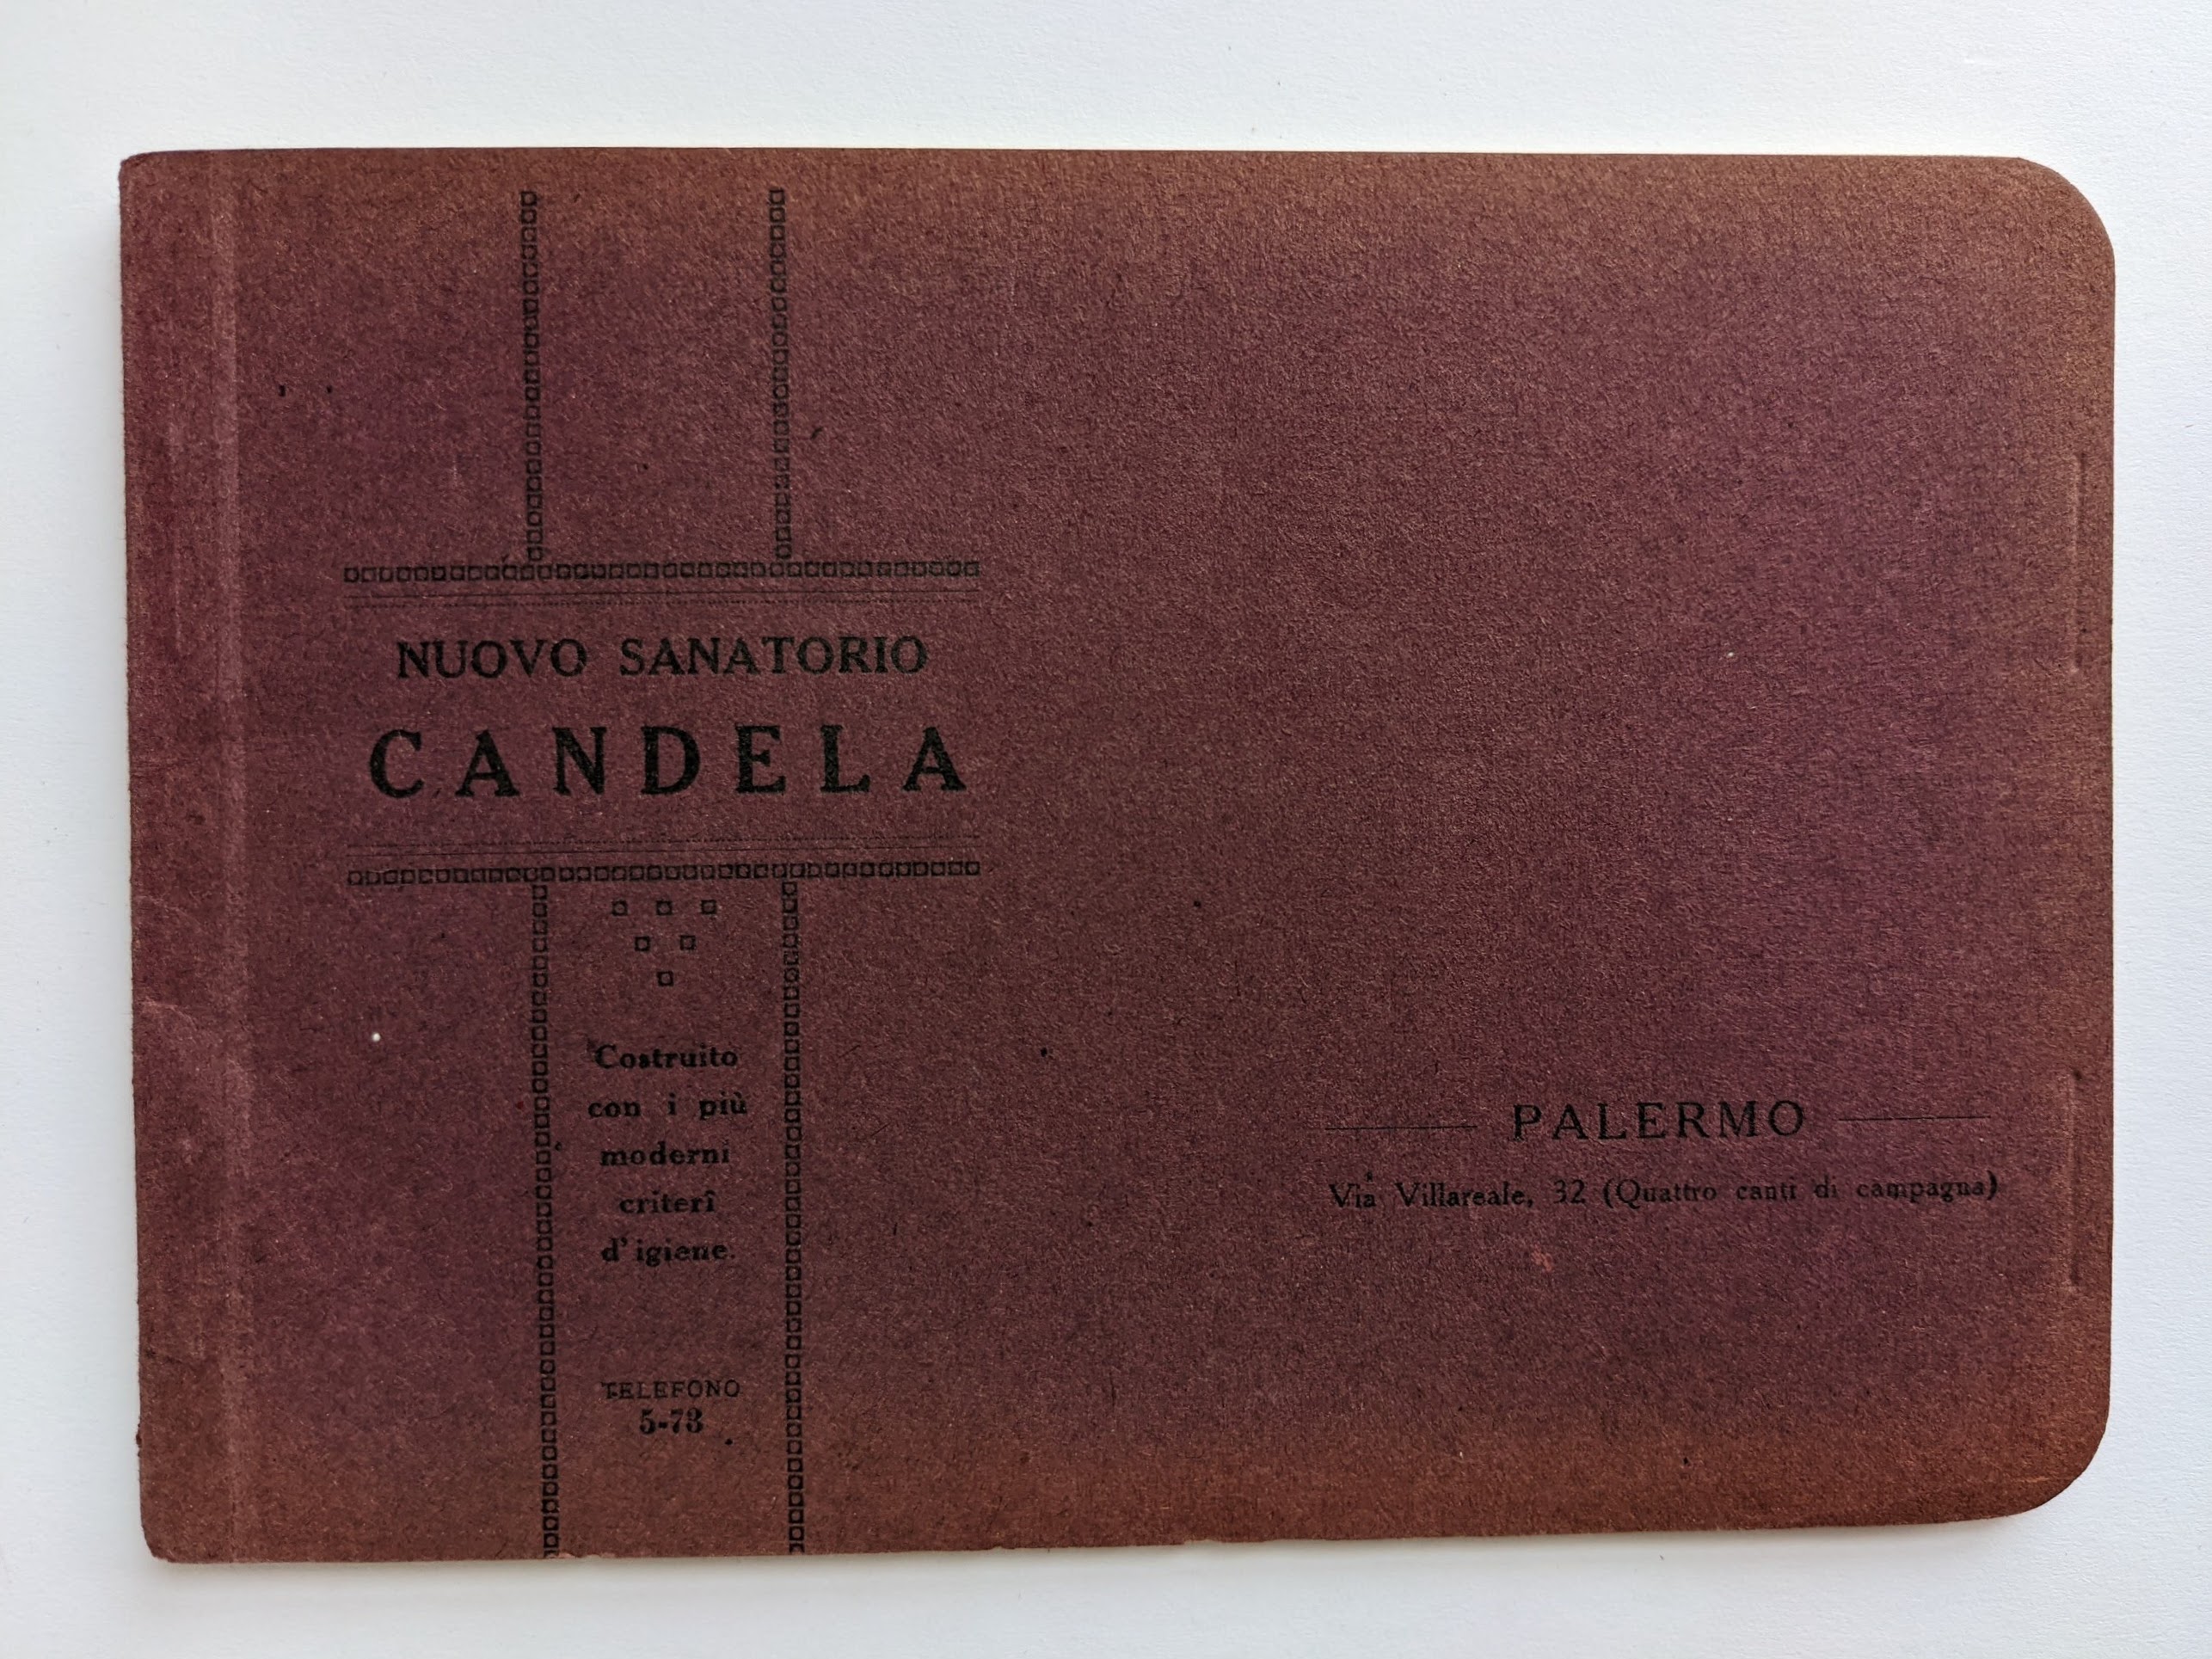 NUOVO SANATORIO
CANDELA
Costruito
con i più
moderni
criterî
d'igiene.
TELEFONO
5-73
PALERMO
Via Villareale, 32 (Quattro canti di campagna)